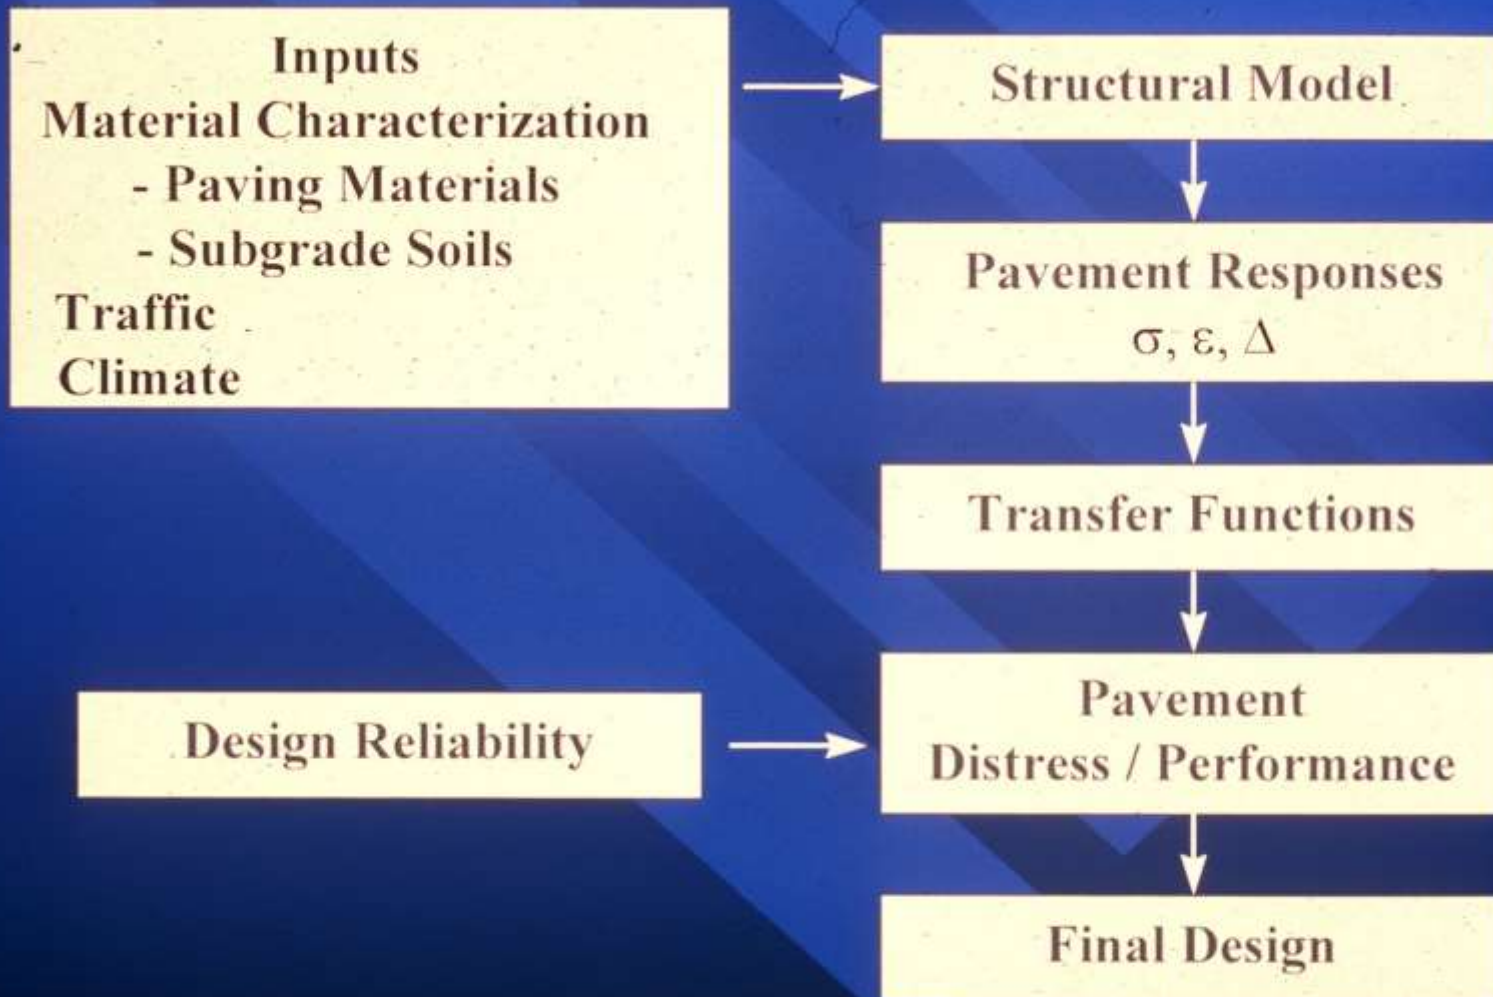 Inputs
Material Characterization
- Paving Materials
- Subgrade Soils
Traffic
Climate
Structural Model
Pavement Responses
σ, ε, Δ
Transfer Functions
Design Reliability
Pavement
Distress / Performance
Final Design